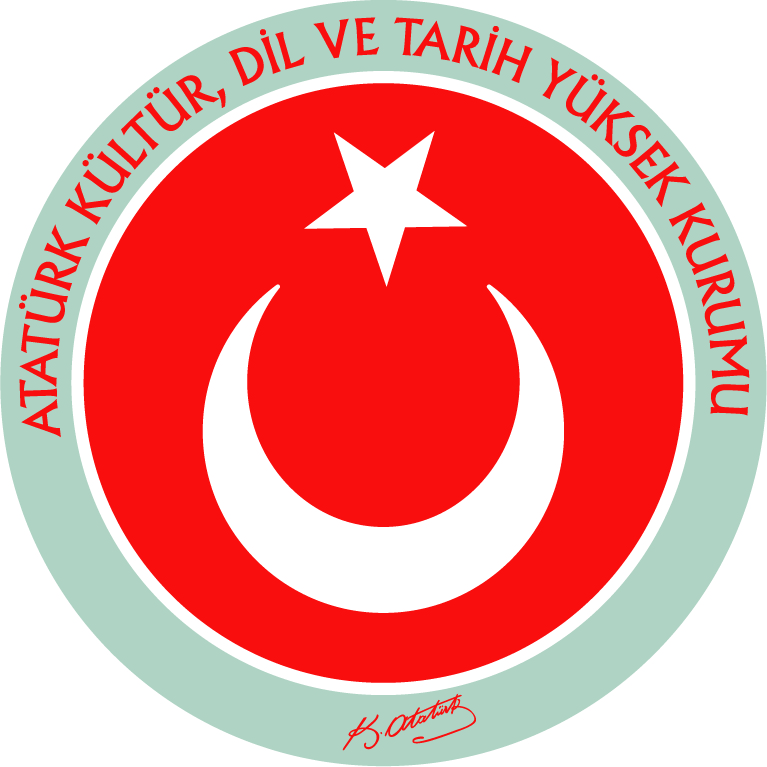 ATATÜRK KÜLTÜR, DİL VE TARİH YÜKSEK KURUMU
K. Atatürk